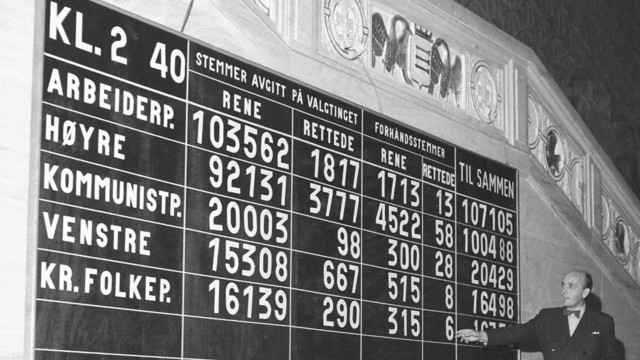 KL. 2 40
STEMMER AVGITT PÅ VALGTINGET FORHÅNDSSTEMMER TIL SAMMEN
RENE RETTEDE RENE RETTEDE
ARBEIDERP. 103562 1817 1713 13 107105
HØYRE 92131 3777 4522 58 100488
KOMMUNISTP. 20003 98 300 28 20429
VENSTRE 15308 667 515 8 16498
KR. FOLKEP. 16139 290 315 6